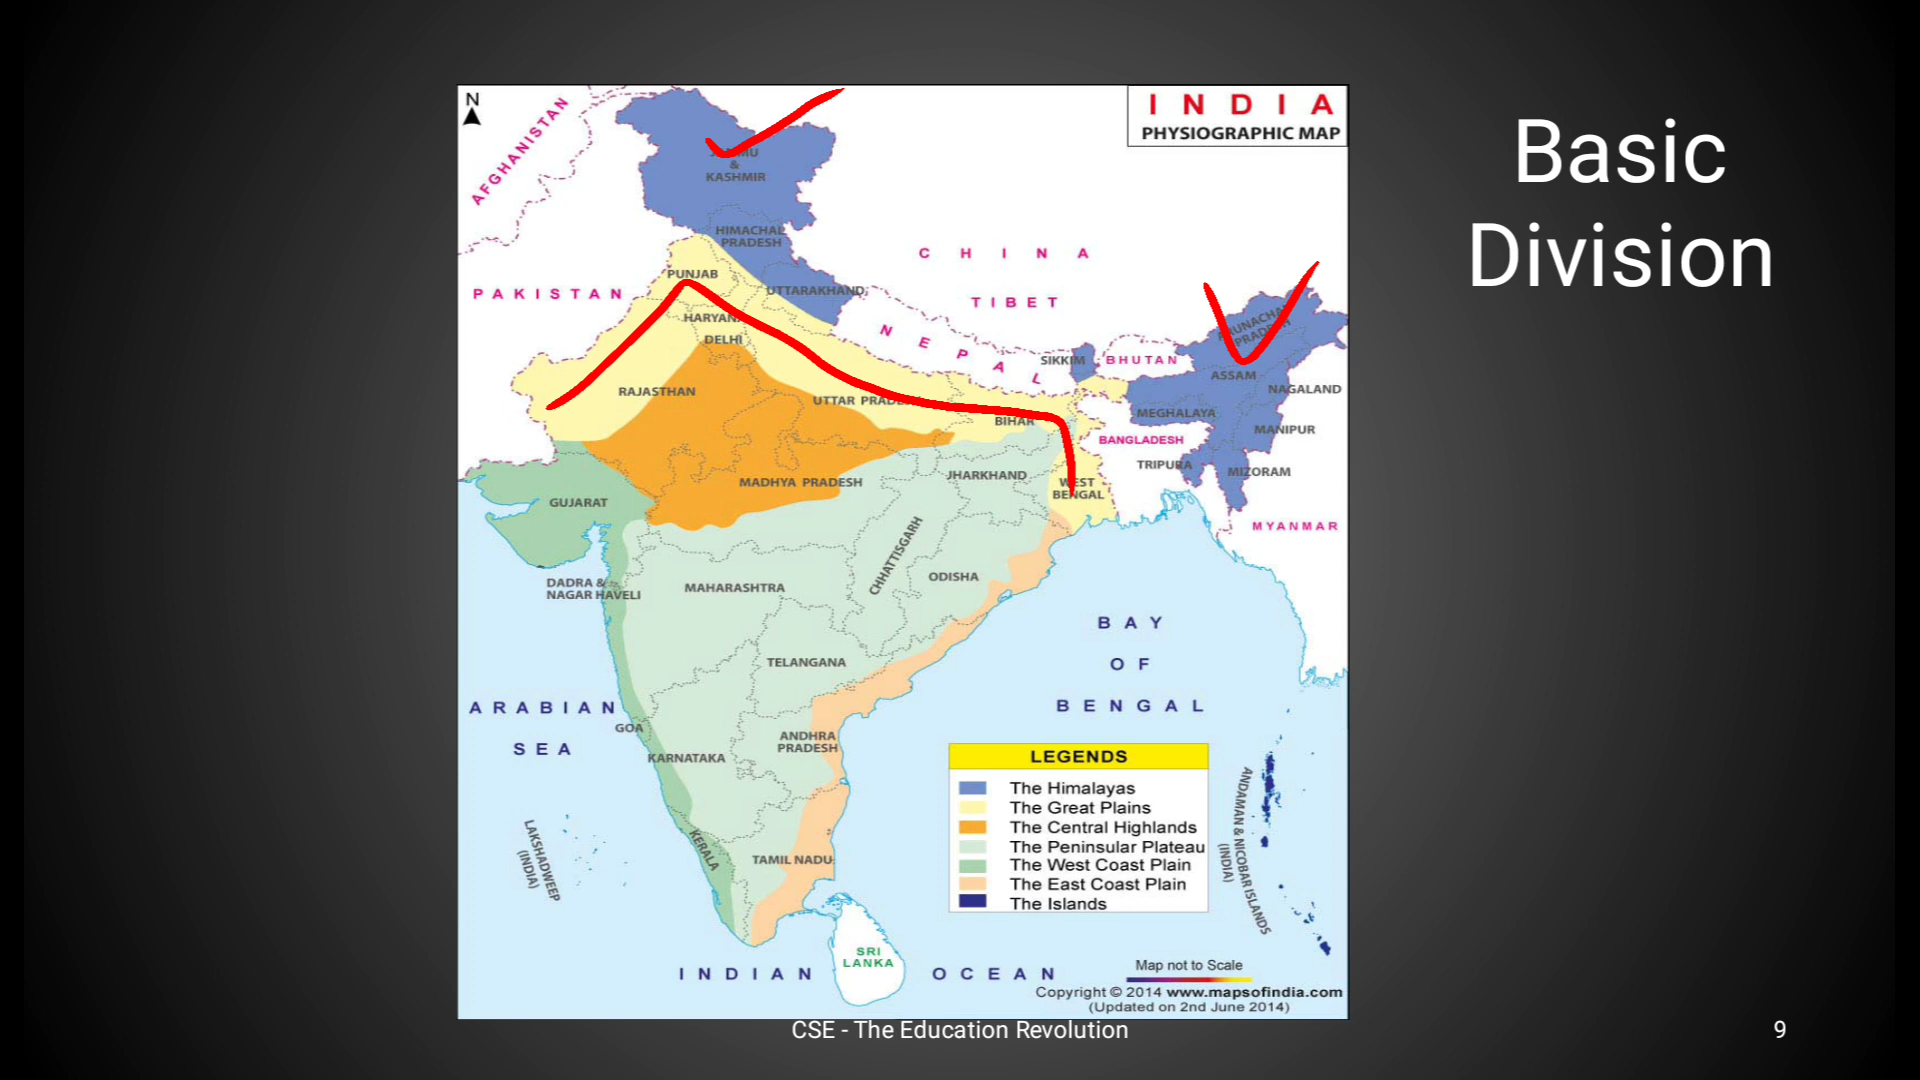 N
INDIA
PHYSIOGRAPHIC MAP
Basic
Division
AFGHANISTAN
&
KASHMIR
HIMACHAL
PRADESH
CHINA
PUNJAB
PAKISTAN
UTTARAKHAND
TIBET
HARYANA
NEPAL
DELHI
SIKKIM
BHUTAN
ASSAM
RAJASTHAN
NAGALAND
UTTAR PRADESH
MEGHALAYA
BIHAR
MANIPUR
BANGLADESH
TRIPURA
MIZORAM
JHARKHAND
MADHYA PRADESH
WEST
BENGAL
GUJARAT
MYANMAR
CHHATTISGARH
ODISHA
DADRA &
NAGAR HAVELI
MAHARASHTRA
BAY
OF
BENGAL
TELANGANA
ARABIAN
SEA
GOA
KARNATAKA
ANDHRA
PRADESH
LEGENDS
The Himalayas
The Great Plains
The Central Highlands
The Peninsular Plateau
The West Coast Plain
The East Coast Plain
The Islands
LAKSHADWEEP
(INDIA)
KERALA
TAMIL NADU
ANDAMAN & NICOBAR ISLANDS
(INDIA)
SRI
LANKA
INDIAN OCEAN
Map not to Scale
Copyright © 2014 www.mapsofindia.com
(Updated on 2nd June 2014)
CSE - The Education Revolution
9